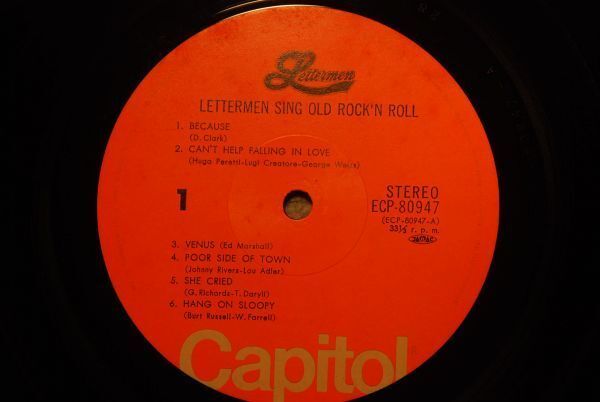 Lettermen
LETTERMEN SING OLD ROCK'N ROLL
1. BECAUSE
(D. Clark)
2. CAN'T HELP FALLING IN LOVE
(Hugo Peretti-Lugi Creatore-George Weiss)
1
STEREO
ECP-80947
(ECP-80947-A)
33⅓ r. p. m.
JASRAC
3. VENUS (Ed Marshall)
4. POOR SIDE OF TOWN
(Johnny Rivers-Lou Adler)
5. SHE CRIED
(G. Richards-T. Daryll)
6. HANG ON SLOOPY
(Burt Russell-W. Farrell)
Capitol